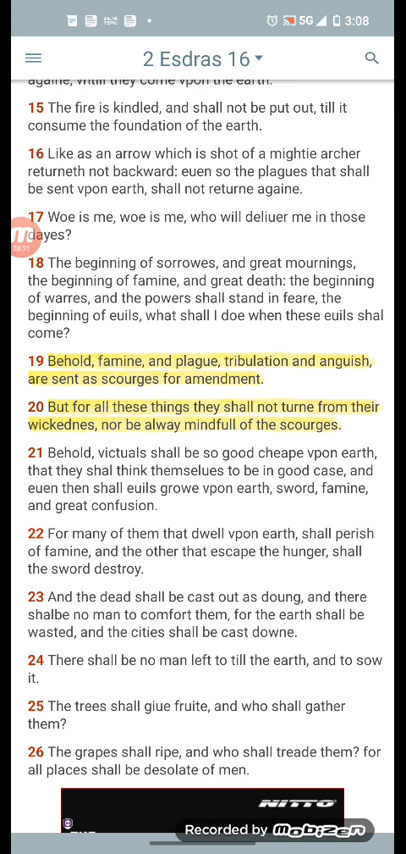 5G 3:08
2 Esdras 16
againe, vntill they come vpon the earth.
15 The fire is kindled, and shall not be put out, till it
consume the foundation of the earth.
16 Like as an arrow which is shot of a mightie archer
returneth not backward: euen so the plagues that shall
be sent vpon earth, shall not returne againe.
17 Woe is me, woe is me, who will deliuer me in those
dayes?
28:31
18 The beginning of sorrowes, and great mournings,
the beginning of famine, and great death: the beginning
of warres, and the powers shall stand in feare, the
beginning of euils, what shall I doe when these euils shal
come?
19 Behold, famine, and plague, tribulation and anguish,
are sent as scourges for amendment.
20 But for all these things they shall not turne from their
wickednes, nor be alway mindfull of the scourges.
21 Behold, victuals shall be so good cheape vpon earth,
that they shal think themselues to be in good case, and
euen then shall euils growe vpon earth, sword, famine,
and great confusion.
22 For many of them that dwell vpon earth, shall perish
of famine, and the other that escape the hunger, shall
the sword destroy.
23 And the dead shall be cast out as doung, and there
shalbe no man to comfort them, for the earth shall be
wasted, and the cities shall be cast downe.
24 There shall be no man left to till the earth, and to sow
it.
25 The trees shall giue fruite, and who shall gather
them?
26 The grapes shall ripe, and who shall treade them? for
all places shall be desolate of men.
NITTO
Recorded by Mobizen